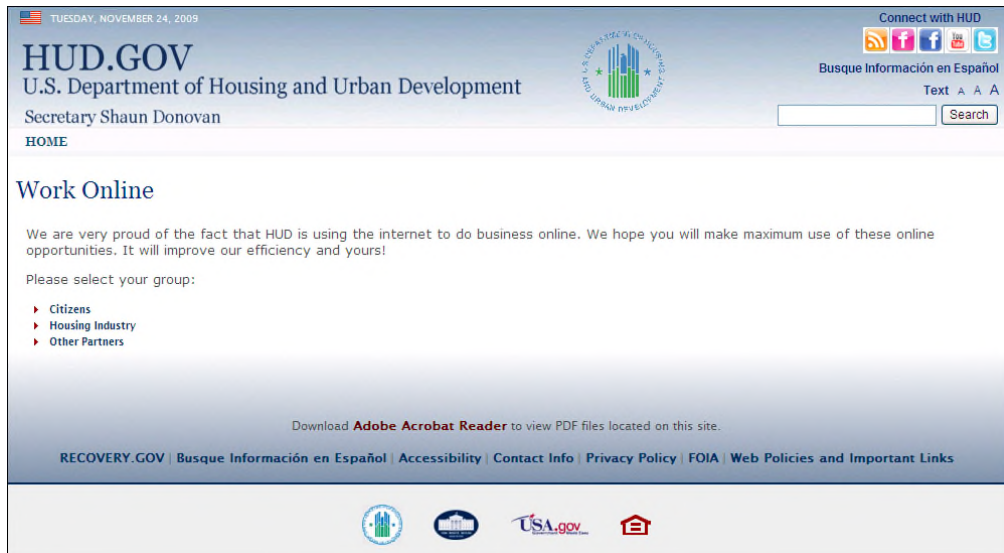 TUESDAY, NOVEMBER 24, 2009
Connect with HUD
HUD.GOV
U.S. Department of Housing and Urban Development
Secretary Shaun Donovan
Busque Información en Español
Text A A A
Search
HOME
Work Online
We are very proud of the fact that HUD is using the internet to do business online. We hope you will make maximum use of these online
opportunities. It will improve our efficiency and yours!
Please select your group:
Citizens
Housing Industry
Other Partners
Download Adobe Acrobat Reader to view PDF files located on this site.
RECOVERY.GOV | Busque Información en Español | Accessibility | Contact Info | Privacy Policy | FOIA | Web Policies and Important Links
USA.gov